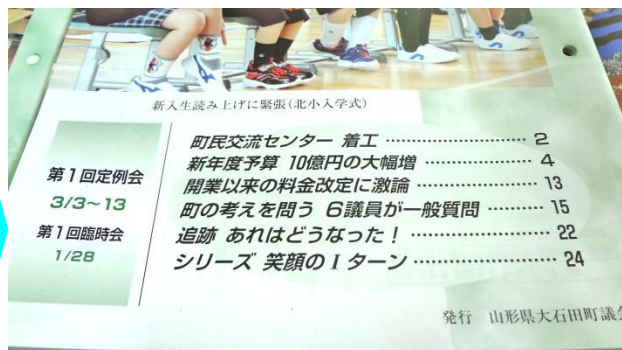 新入生読み上げに緊張(北小入学式)
第1回定例会
3/3～13
第1回臨時会
1/28
町民交流センター 着工 ……………………… 2
新年度予算 10億円の大幅増 ……………… 4
開業以来の料金改定に激論 ……………… 13
町の考えを問う 6議員が一般質問 ……… 15
追跡 あれはどうなった! …………………… 22
シリーズ 笑顔のIターン …………………… 24
発行 山形県大石田町議会